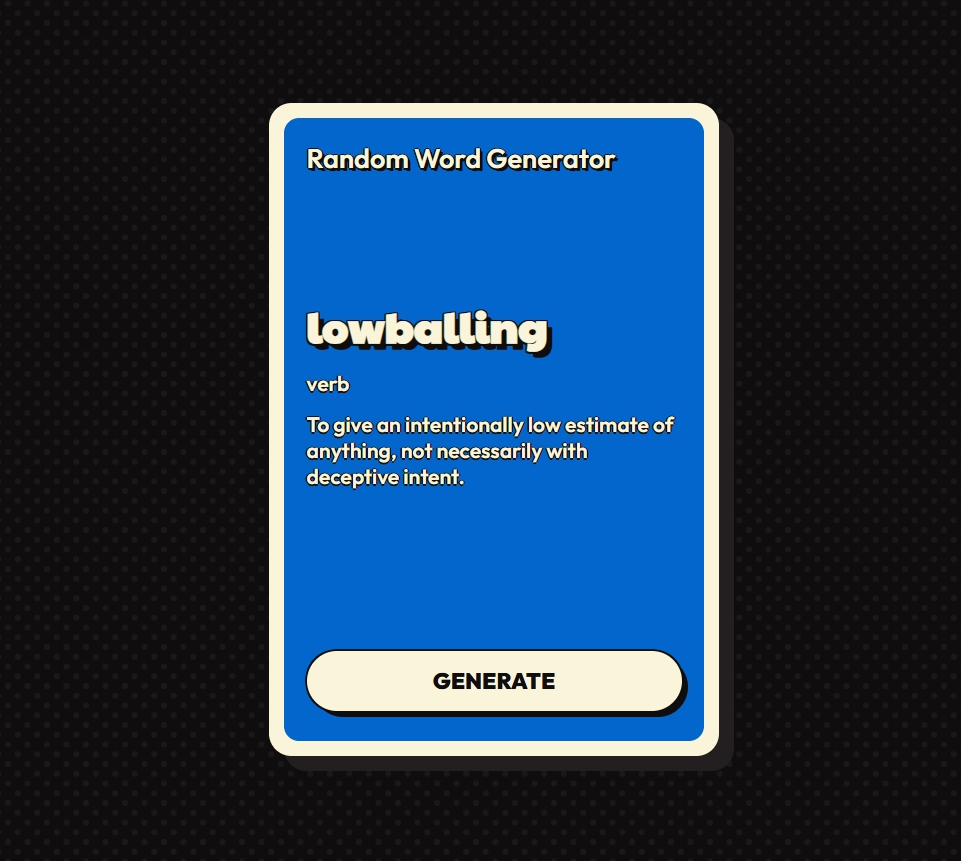 Random Word Generator
lowballing
verb
To give an intentionally low estimate of
anything, not necessarily with
deceptive intent.
GENERATE